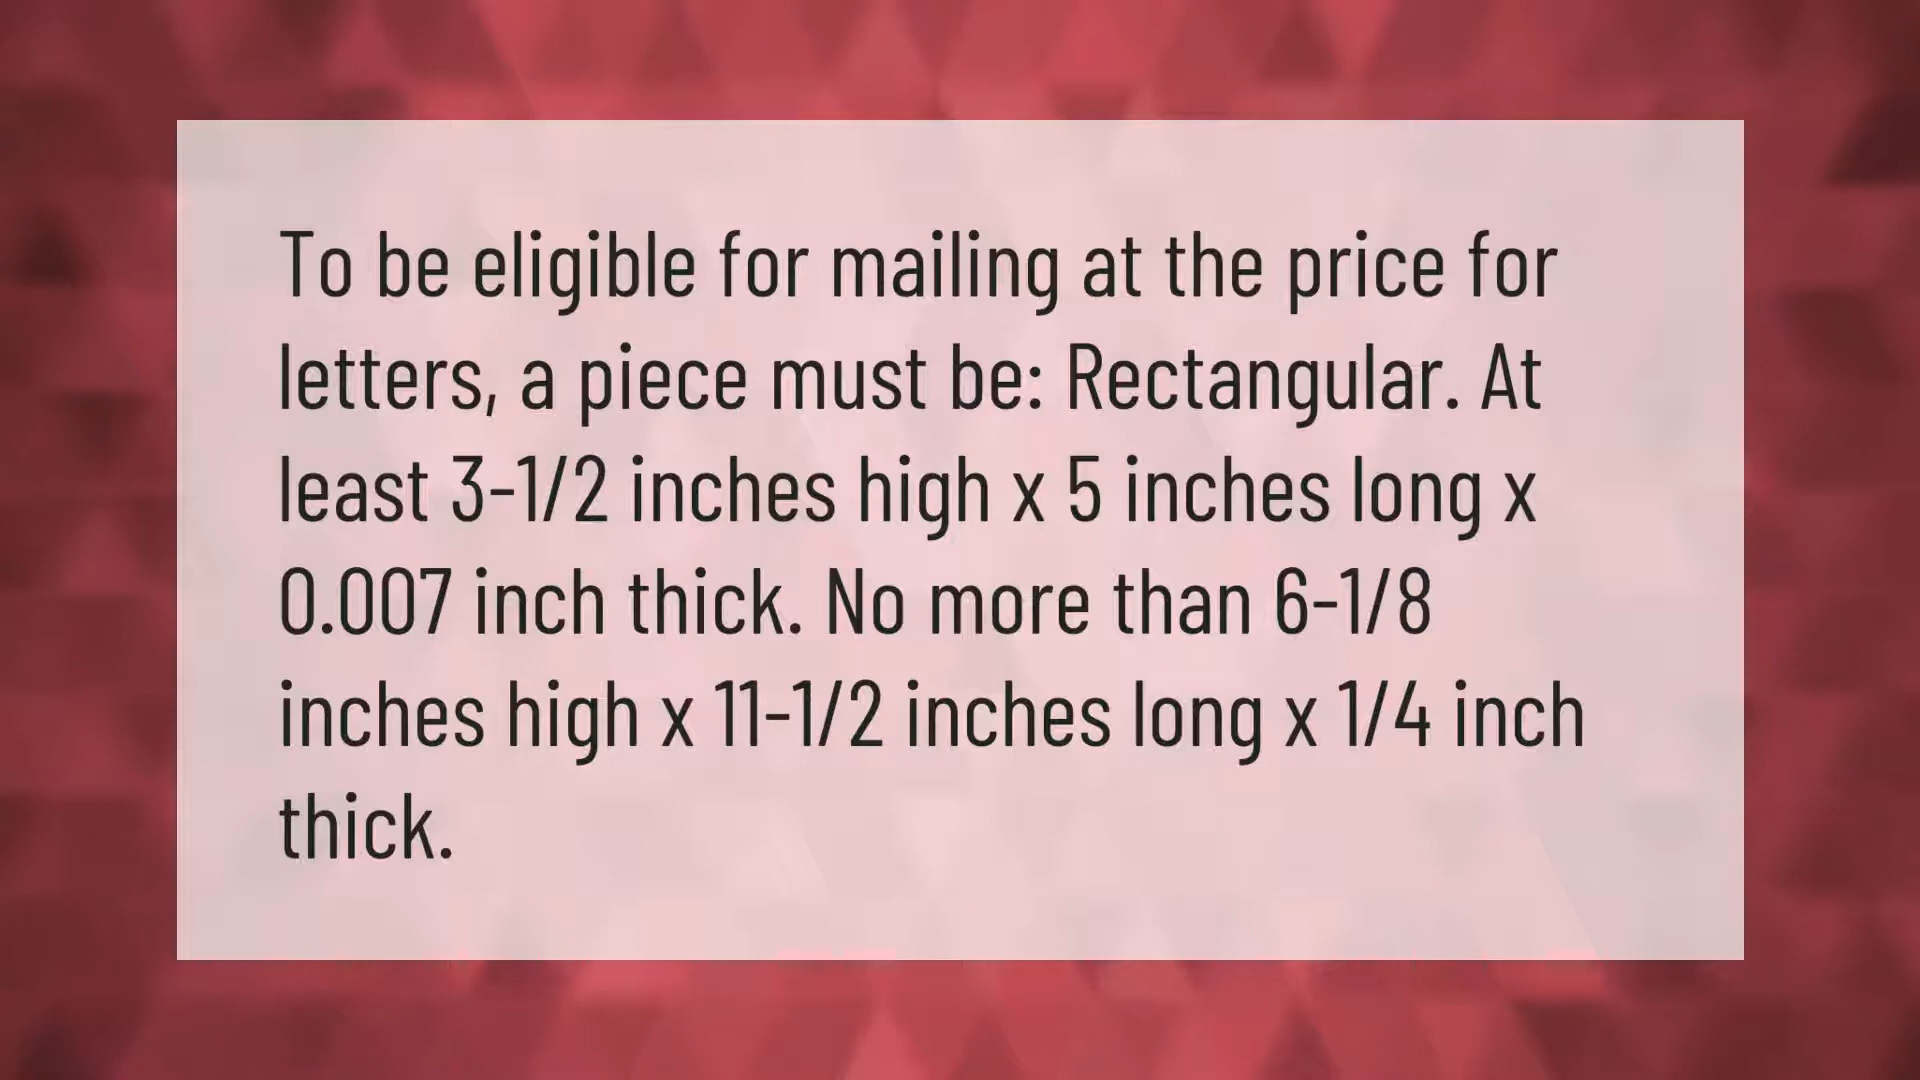 To be eligible for mailing at the price for
letters, a piece must be: Rectangular. At
least 3-1/2 inches high x 5 inches long x
0.007 inch thick. No more than 6-1/8
inches high x 11-1/2 inches long x 1/4 inch
thick.